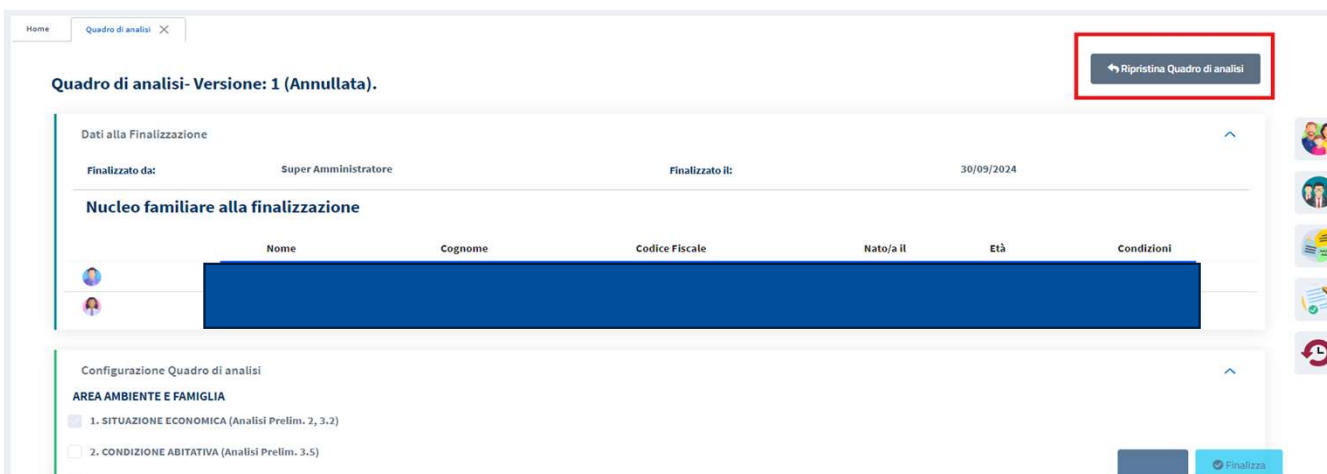 Home Quadro di analisi
Ripristina Quadro di analisi
Quadro di analisi- Versione: 1 (Annullata).
Dati alla Finalizzazione
Finalizzato da: Super Amministratore Finalizzato il: 30/09/2024
Nucleo familiare alla finalizzazione
Nome Cognome Codice Fiscale Nato/a il Età Condizioni
Configurazione Quadro di analisi
AREA AMBIENTE E FAMIGLIA
1. SITUAZIONE ECONOMICA (Analisi Prelim. 2, 3.2)
2. CONDIZIONE ABITATIVA (Analisi Prelim. 3.5)
Finalizza